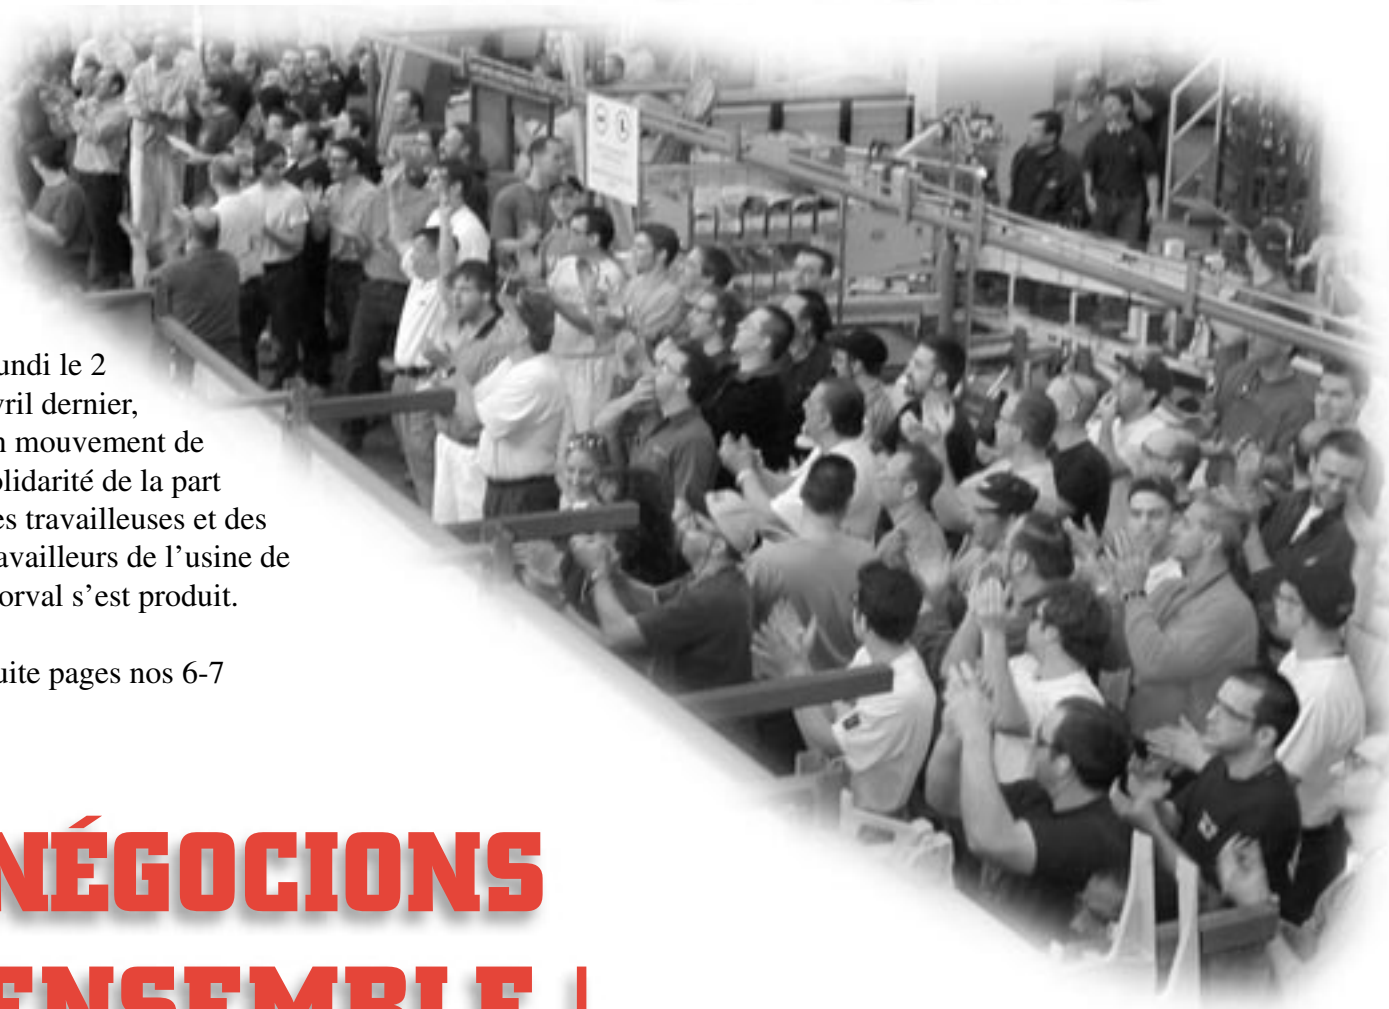 undi le 2
vril dernier,
n mouvement de
olidarité de la part
es travailleuses et des
availleurs de l’usine de
orval s’est produit.
uite pages nos 6-7
NÉGOCIONS
ENSEMBLE !